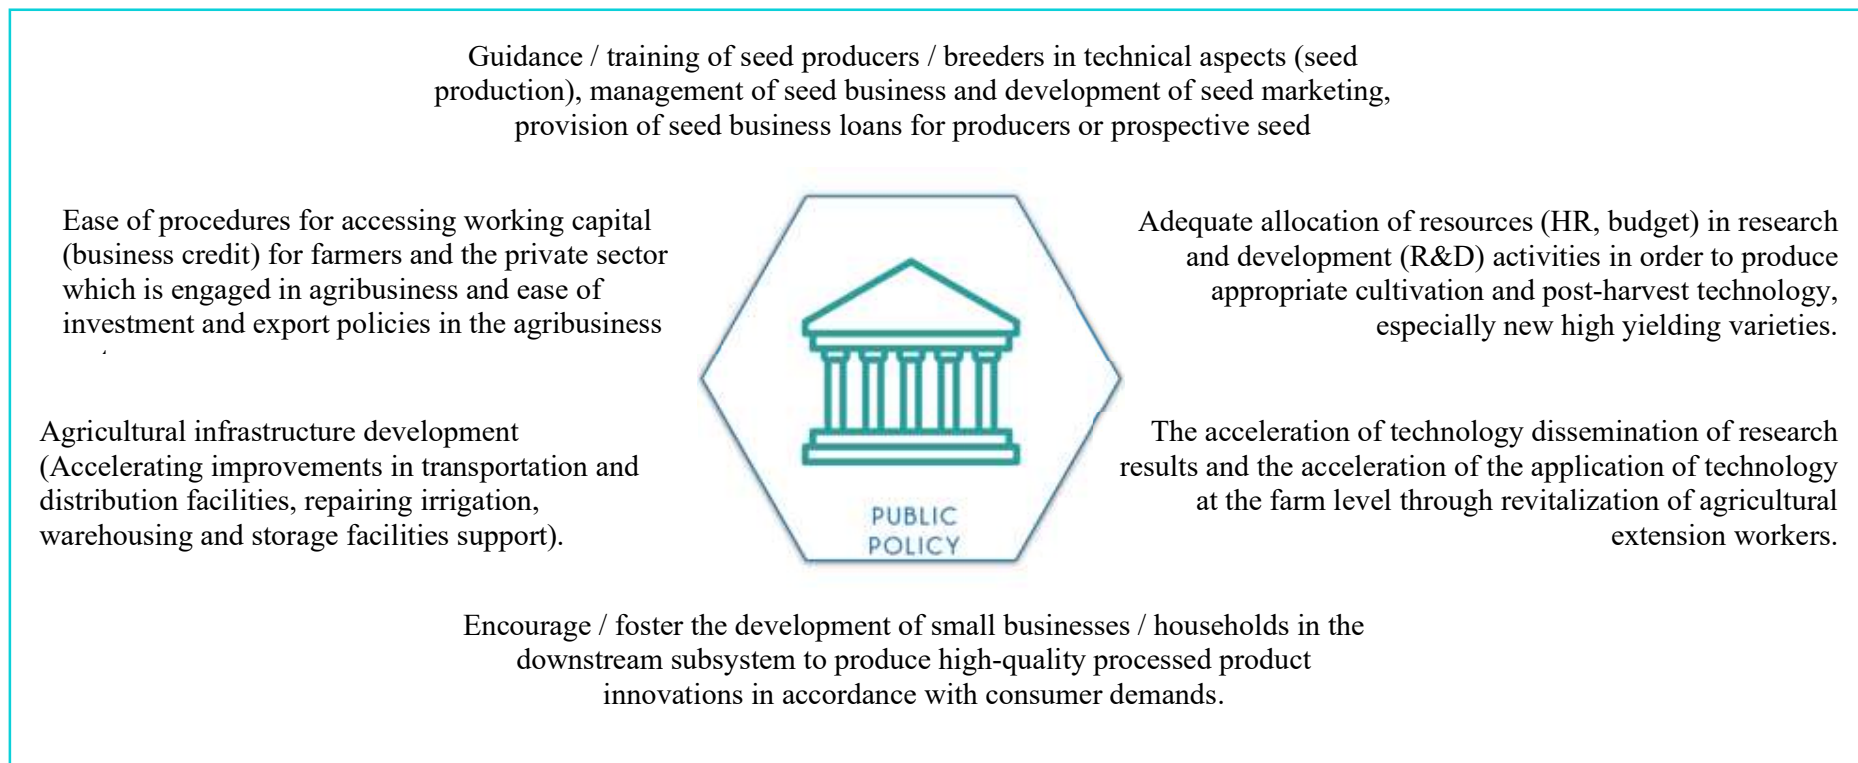 Guidance / training of seed producers / breeders in technical aspects (seed
production), management of seed business and development of seed marketing,
provision of seed business loans for producers or prospective seed
Ease of procedures for accessing working capital
(business credit) for farmers and the private sector
which is engaged in agribusiness and ease of
investment and export policies in the agribusiness
Adequate allocation of resources (HR, budget) in research
and development (R&D) activities in order to produce
appropriate cultivation and post-harvest technology,
especially new high yielding varieties.
Agricultural infrastructure development
(Accelerating improvements in transportation and
distribution facilities, repairing irrigation,
warehousing and storage facilities support).
The acceleration of technology dissemination of research
results and the acceleration of the application of technology
at the farm level through revitalization of agricultural
extension workers.
PUBLIC
POLICY
Encourage / foster the development of small businesses / households in the
downstream subsystem to produce high-quality processed product
innovations in accordance with consumer demands.